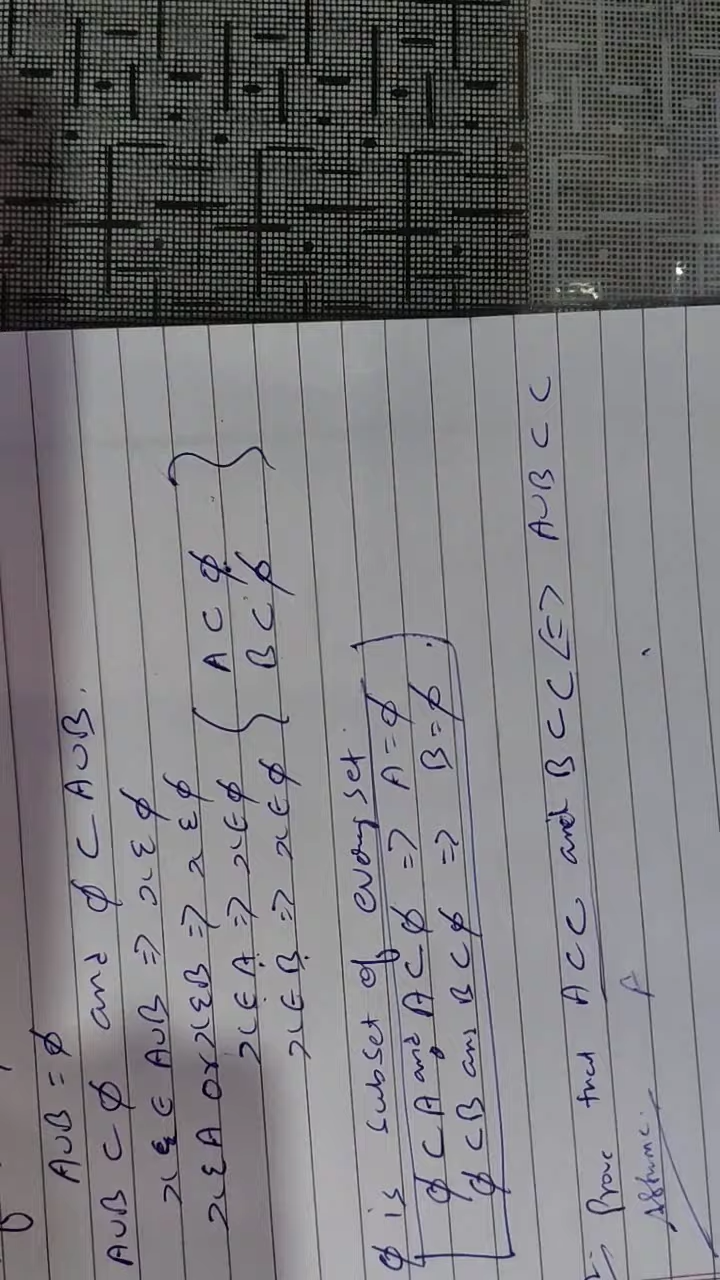 A∪B = φ
A∪B ⊂ φ and φ ⊂ A∪B.
x ∈ A∪B => x ∈ φ
x ∈ A or x ∈ B => x ∈ φ
x ∈ A => x ∈ φ { A ⊂ φ }
x ∈ B => x ∈ φ { B ⊂ φ }
φ is subset of every set
[ φ ⊂ A and A ⊂ φ => A = φ
φ ⊂ B and B ⊂ φ => B = φ. ]
:- Prove that A ⊂ C and B ⊂ C <=> A∪B ⊂ C
Assume. A